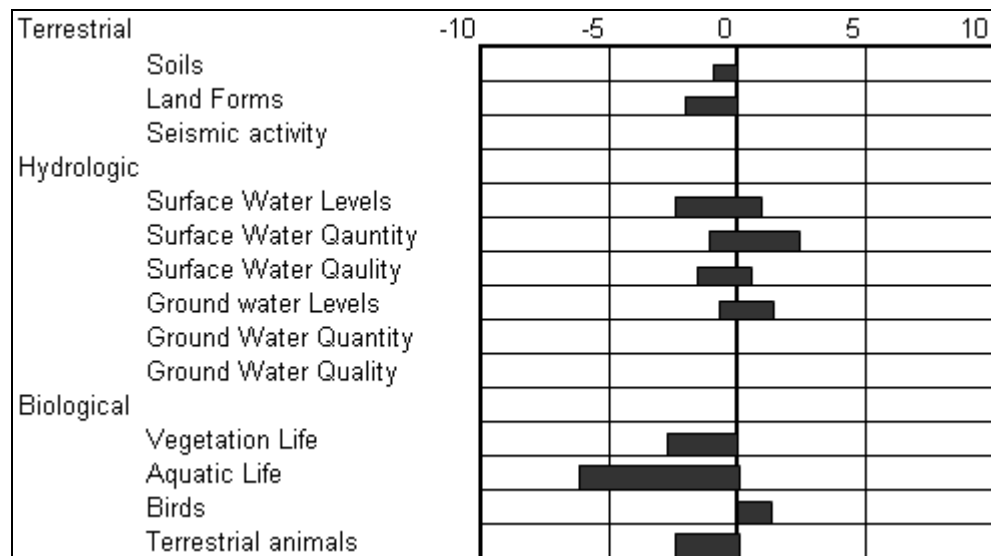 Terrestrial -10 -5 0 5 10
Soils
Land Forms
Seismic activity
Hydrologic
Surface Water Levels
Surface Water Qauntity
Surface Water Qaulity
Ground water Levels
Ground Water Quantity
Ground Water Quality
Biological
Vegetation Life
Aquatic Life
Birds
Terrestrial animals